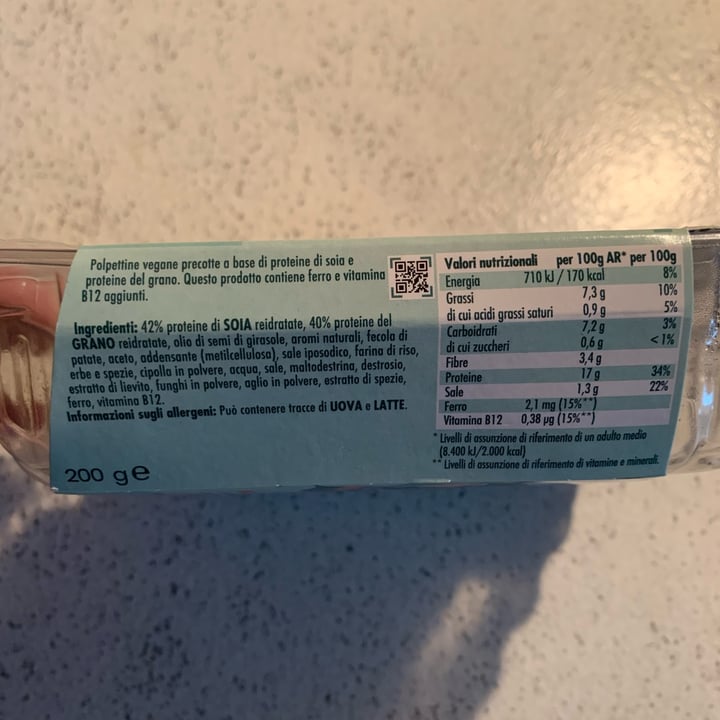 Polpettine vegane precotte a base di proteine di soia e
proteine del grano. Questo prodotto contiene ferro e vitamina
B12 aggiunti.
Ingredienti: 42% proteine di SOIA reidratate, 40% proteine del
GRANO reidratate, olio di semi di girasole, aromi naturali, fecola di
patate, aceto, addensante (metilcellulosa), sale iposodico, farina di riso,
erbe e spezie, cipolla in polvere, acqua, sale, maltodestrina, destrosio,
estratto di lievito, funghi in polvere, aglio in polvere, estratto di spezie,
ferro, vitamina B12.
Informazioni sugli allergeni: Può contenere tracce di UOVA e LATTE.
200 g e
Valori nutrizionali per 100g AR* per 100g
Energia 710 kJ / 170 kcal 8%
Grassi 7,3 g 10%
di cui acidi grassi saturi 0,9 g 5%
Carboidrati 7,2 g 3%
di cui zuccheri 0,6 g <1%
Fibre 3,4 g
Proteine 17 g 34%
Sale 1,3 g 22%
Ferro 2,1 mg (15%**)
Vitamina B12 0,38 µg (15%**)
* Livelli di assunzione di riferimento di un adulto medio
(8.400 kJ/2.000 kcal)
** Livelli di assunzione di riferimento di vitamine e minerali.